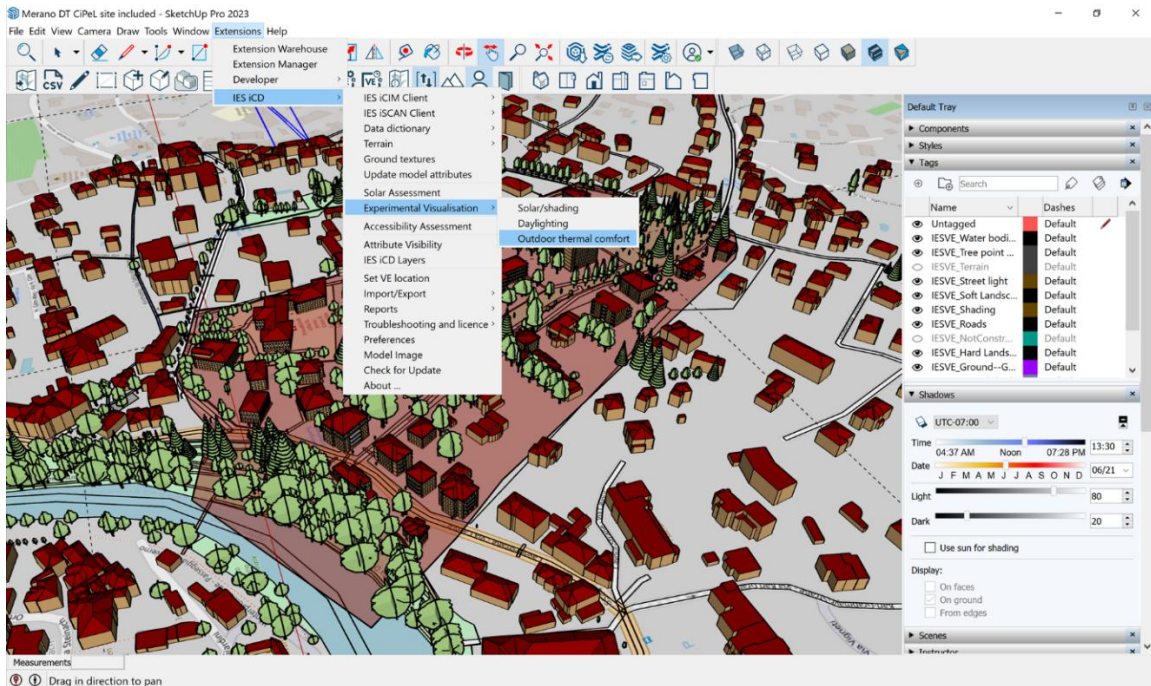 Merano DT CiPeL site included - SketchUp Pro 2023
File Edit View Camera Draw Tools Window Extensions Help
Extension Warehouse
Extension Manager
Developer
IES iCD
CSV
VE
IES iCIM Client
IES iSCAN Client
Data dictionary
Terrain
Ground textures
Update model attributes
Solar Assessment
Experimental Visualisation
Accessibility Assessment
Attribute Visibility
IES iCD Layers
Set VE location
Import/Export
Reports
Troubleshooting and licence
Preferences
Model Image
Check for Update
About ...
Solar/shading
Daylighting
Outdoor thermal comfort
Default Tray
Components
Styles
Tags
Search
Name Dashes
Untagged Default
IESVE_Water bodi... Default
IESVE_Tree point ... Default
IESVE_Terrain Default
IESVE_Street light Default
IESVE_Soft Landsc... Default
IESVE_Shading Default
IESVE_Roads Default
IESVE_NotConstr... Default
IESVE_Hard Lands... Default
IESVE_Ground--G... Default
Shadows
UTC-07:00
Time 04:37 AM Noon 07:28 PM 13:30
Date J F M A M J J A S O N D 06/21
Light 80
Dark 20
Use sun for shading
Display:
On faces
On ground
From edges
Scenes
Instructor
Measurements
Drag in direction to pan